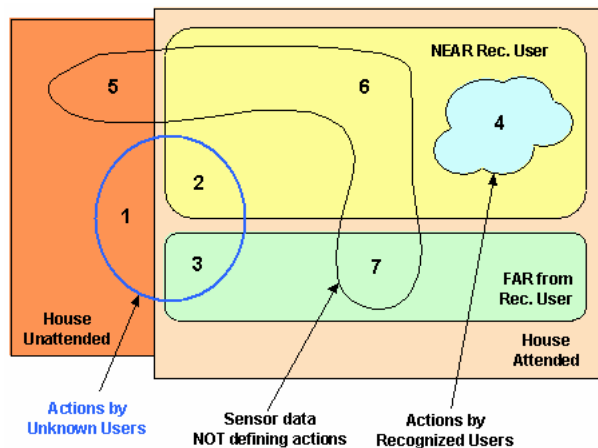 NEAR Rec. User
5
6
4
2
1
3
7
FAR from
Rec. User
House
Unattended
House
Attended
Actions by
Unknown Users
Sensor data
NOT defining actions
Actions by
Recognized Users